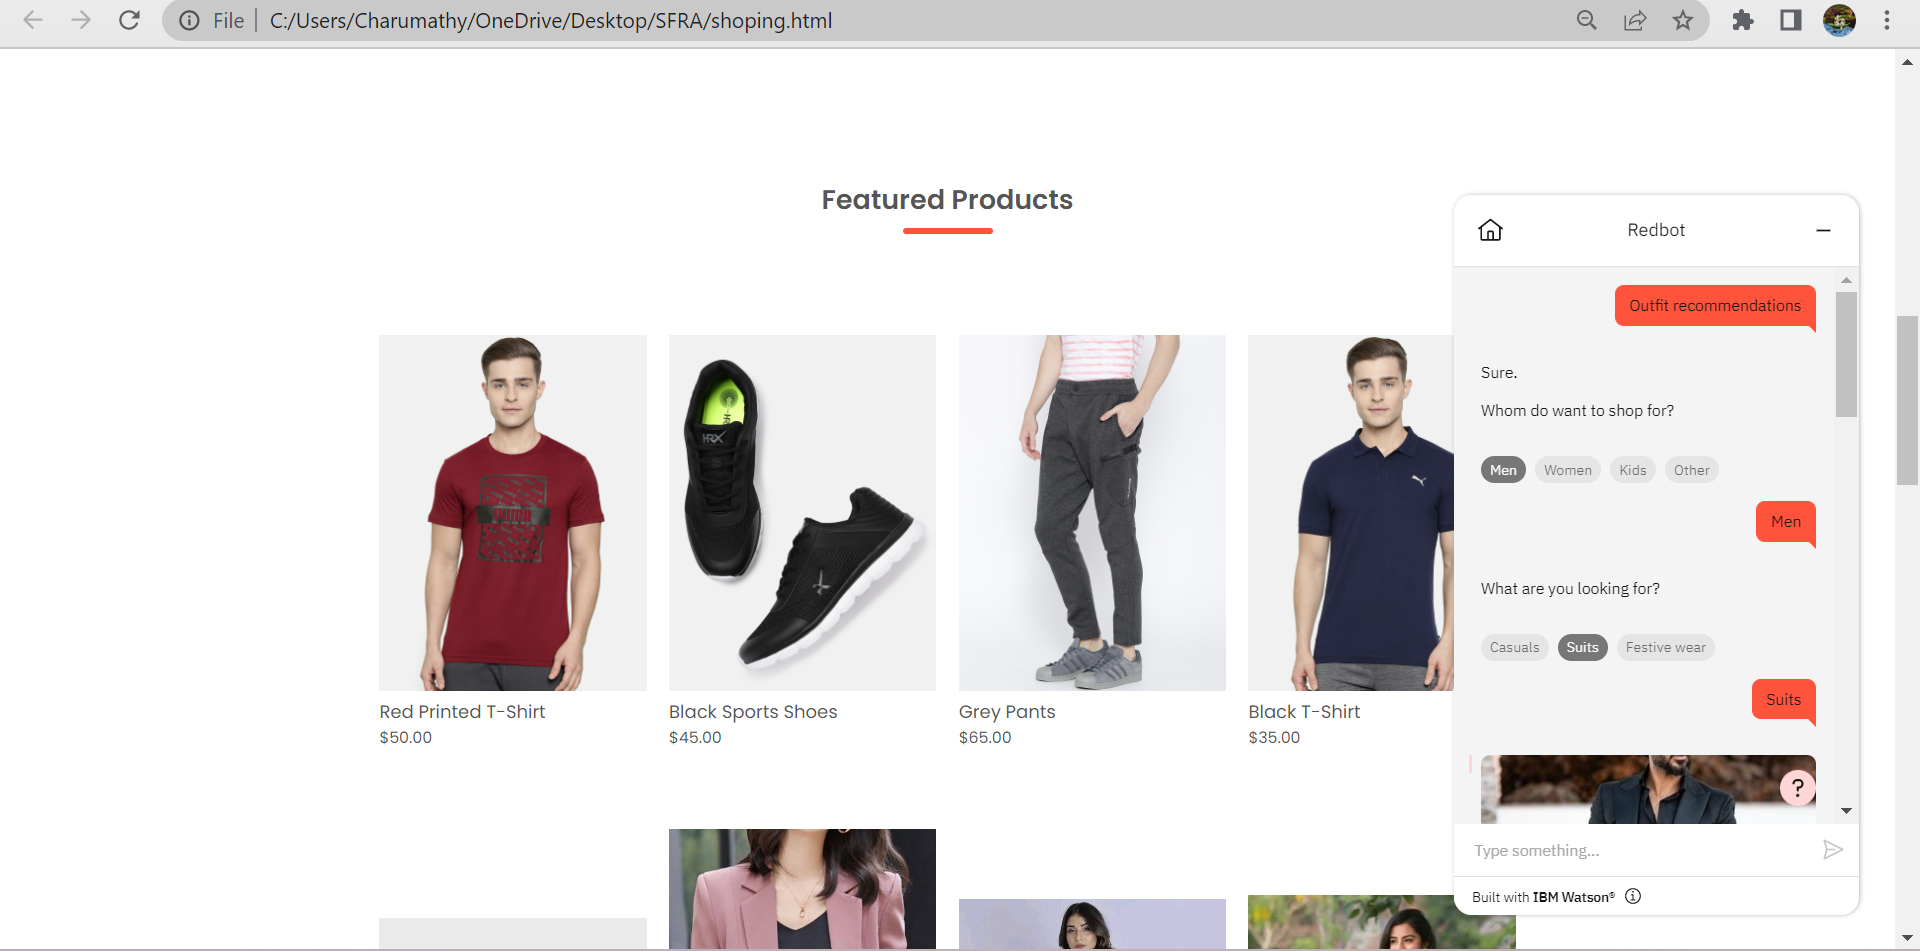 File
C:/Users/Charumathy/OneDrive/Desktop/SFRA/shoping.html
Featured Products
HRX
Red Printed T-Shirt
$50.00
Black Sports Shoes
$45.00
Grey Pants
$65.00
Black T-Shirt
$35.00
Redbot
Outfit recommendations
Sure.
Whom do want to shop for?
Men Women Kids Other
Men
What are you looking for?
Casuals Suits Festive wear
Suits
?
Type something...
Built with IBM Watson®